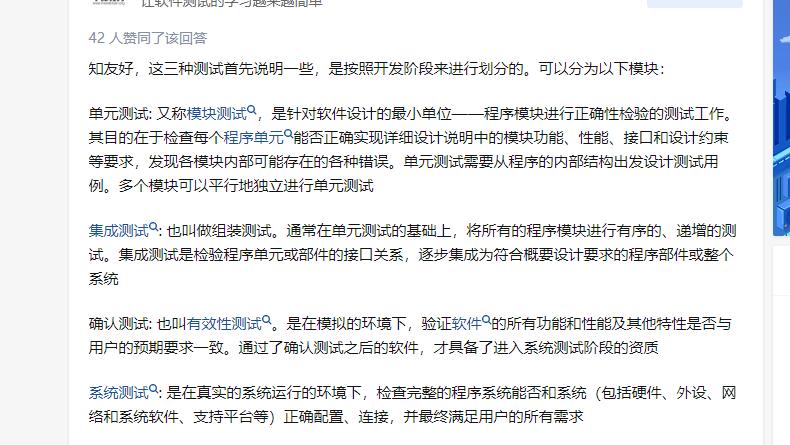 让软件测试的学习越来越简单
42 人赞同了该回答
知友好，这三种测试首先说明一些，是按照开发阶段来进行划分的。可以分为以下模块：
单元测试: 又称模块测试，是针对软件设计的最小单位——程序模块进行正确性检验的测试工作。
其目的在于检查每个程序单元能否正确实现详细设计说明中的模块功能、性能、接口和设计约束
等要求，发现各模块内部可能存在的各种错误。单元测试需要从程序的内部结构出发设计测试用
例。多个模块可以平行地独立进行单元测试
集成测试: 也叫做组装测试。通常在单元测试的基础上，将所有的程序模块进行有序的、递增的测
试。集成测试是检验程序单元或部件的接口关系，逐步集成为符合概要设计要求的程序部件或整个
系统
确认测试: 也叫有效性测试。是在模拟的环境下，验证软件的所有功能和性能及其他特性是否与
用户的预期要求一致。通过了确认测试之后的软件，才具备了进入系统测试阶段的资质
系统测试: 是在真实的系统运行的环境下，检查完整的程序系统能否和系统（包括硬件、外设、网
络和系统软件、支持平台等）正确配置、连接，并最终满足用户的所有需求